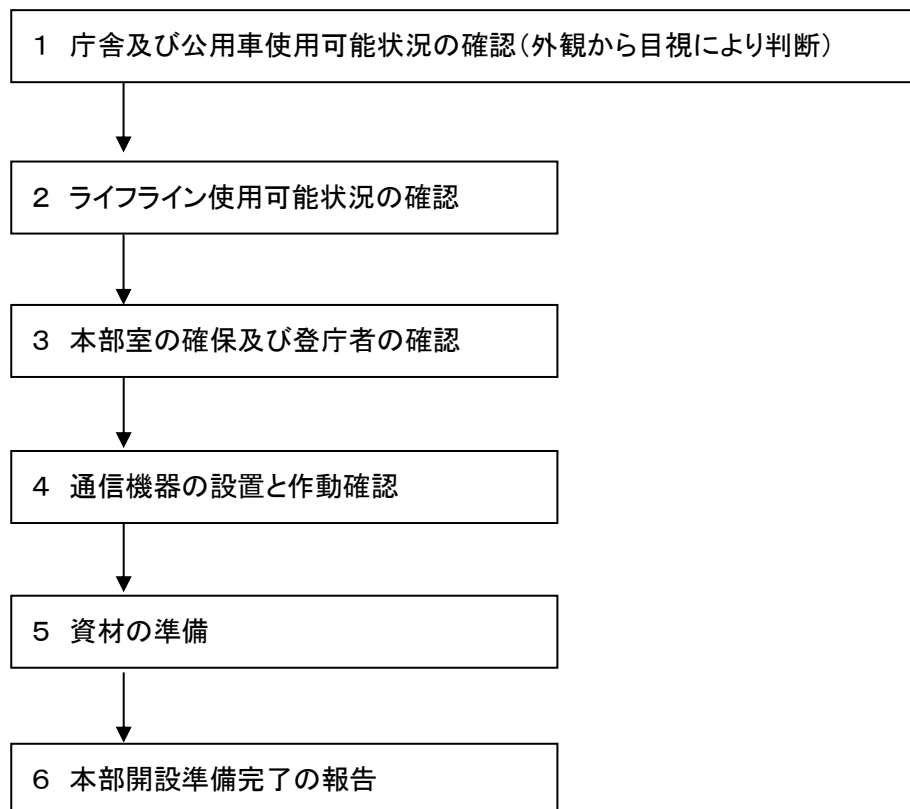 １　庁舎及び公用車使用可能状況の確認（外観から目視により判断）
２　ライフライン使用可能状況の確認
３　本部室の確保及び登庁者の確認
４　通信機器の設置と作動確認
５　資材の準備
６　本部開設準備完了の報告